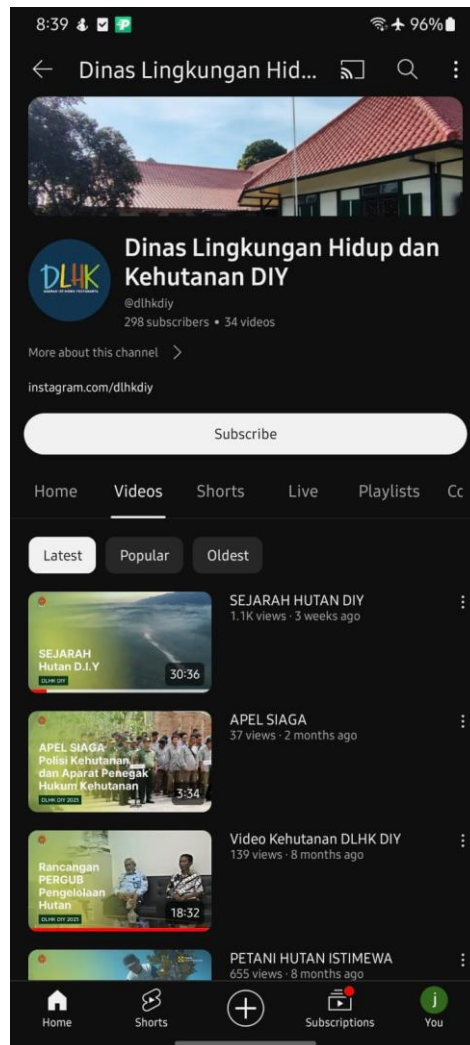 8:39
96%
Dinas Lingkungan Hid...
DLHK
Dinas Lingkungan Hidup dan
Kehutanan DIY
@dlhkdiy
298 subscribers • 34 videos
More about this channel
instagram.com/dlhkdiy
Subscribe
Home Videos Shorts Live Playlists Cc
Latest Popular Oldest
SEJARAH
Hutan D.I.Y
DLHK DIY
30:36
SEJARAH HUTAN DIY
1.1K views · 3 weeks ago
APEL SIAGA
Polisi Kehutanan
dan Aparat Penegak
Hukum Kehutanan
DLHK DIY 2023
3:34
APEL SIAGA
37 views · 2 months ago
Rancangan
PERGUB
Pengelolaan
Hutan
DLHK DIY 2023
18:32
Video Kehutanan DLHK DIY
139 views · 8 months ago
PETANI HUTAN ISTIMEWA
655 views · 8 months ago
Home Shorts Subscriptions You
j